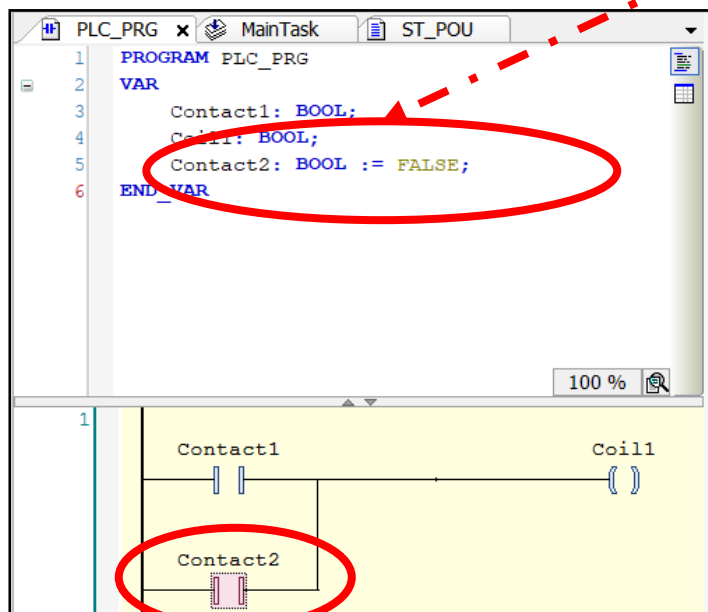 PLC_PRG x MainTask ST_POU
1 PROGRAM PLC_PRG
2 VAR
3 Contact1: BOOL;
4 Coil1: BOOL;
5 Contact2: BOOL := FALSE;
6 END_VAR
100 %
1
Contact1 Coil1
Contact2